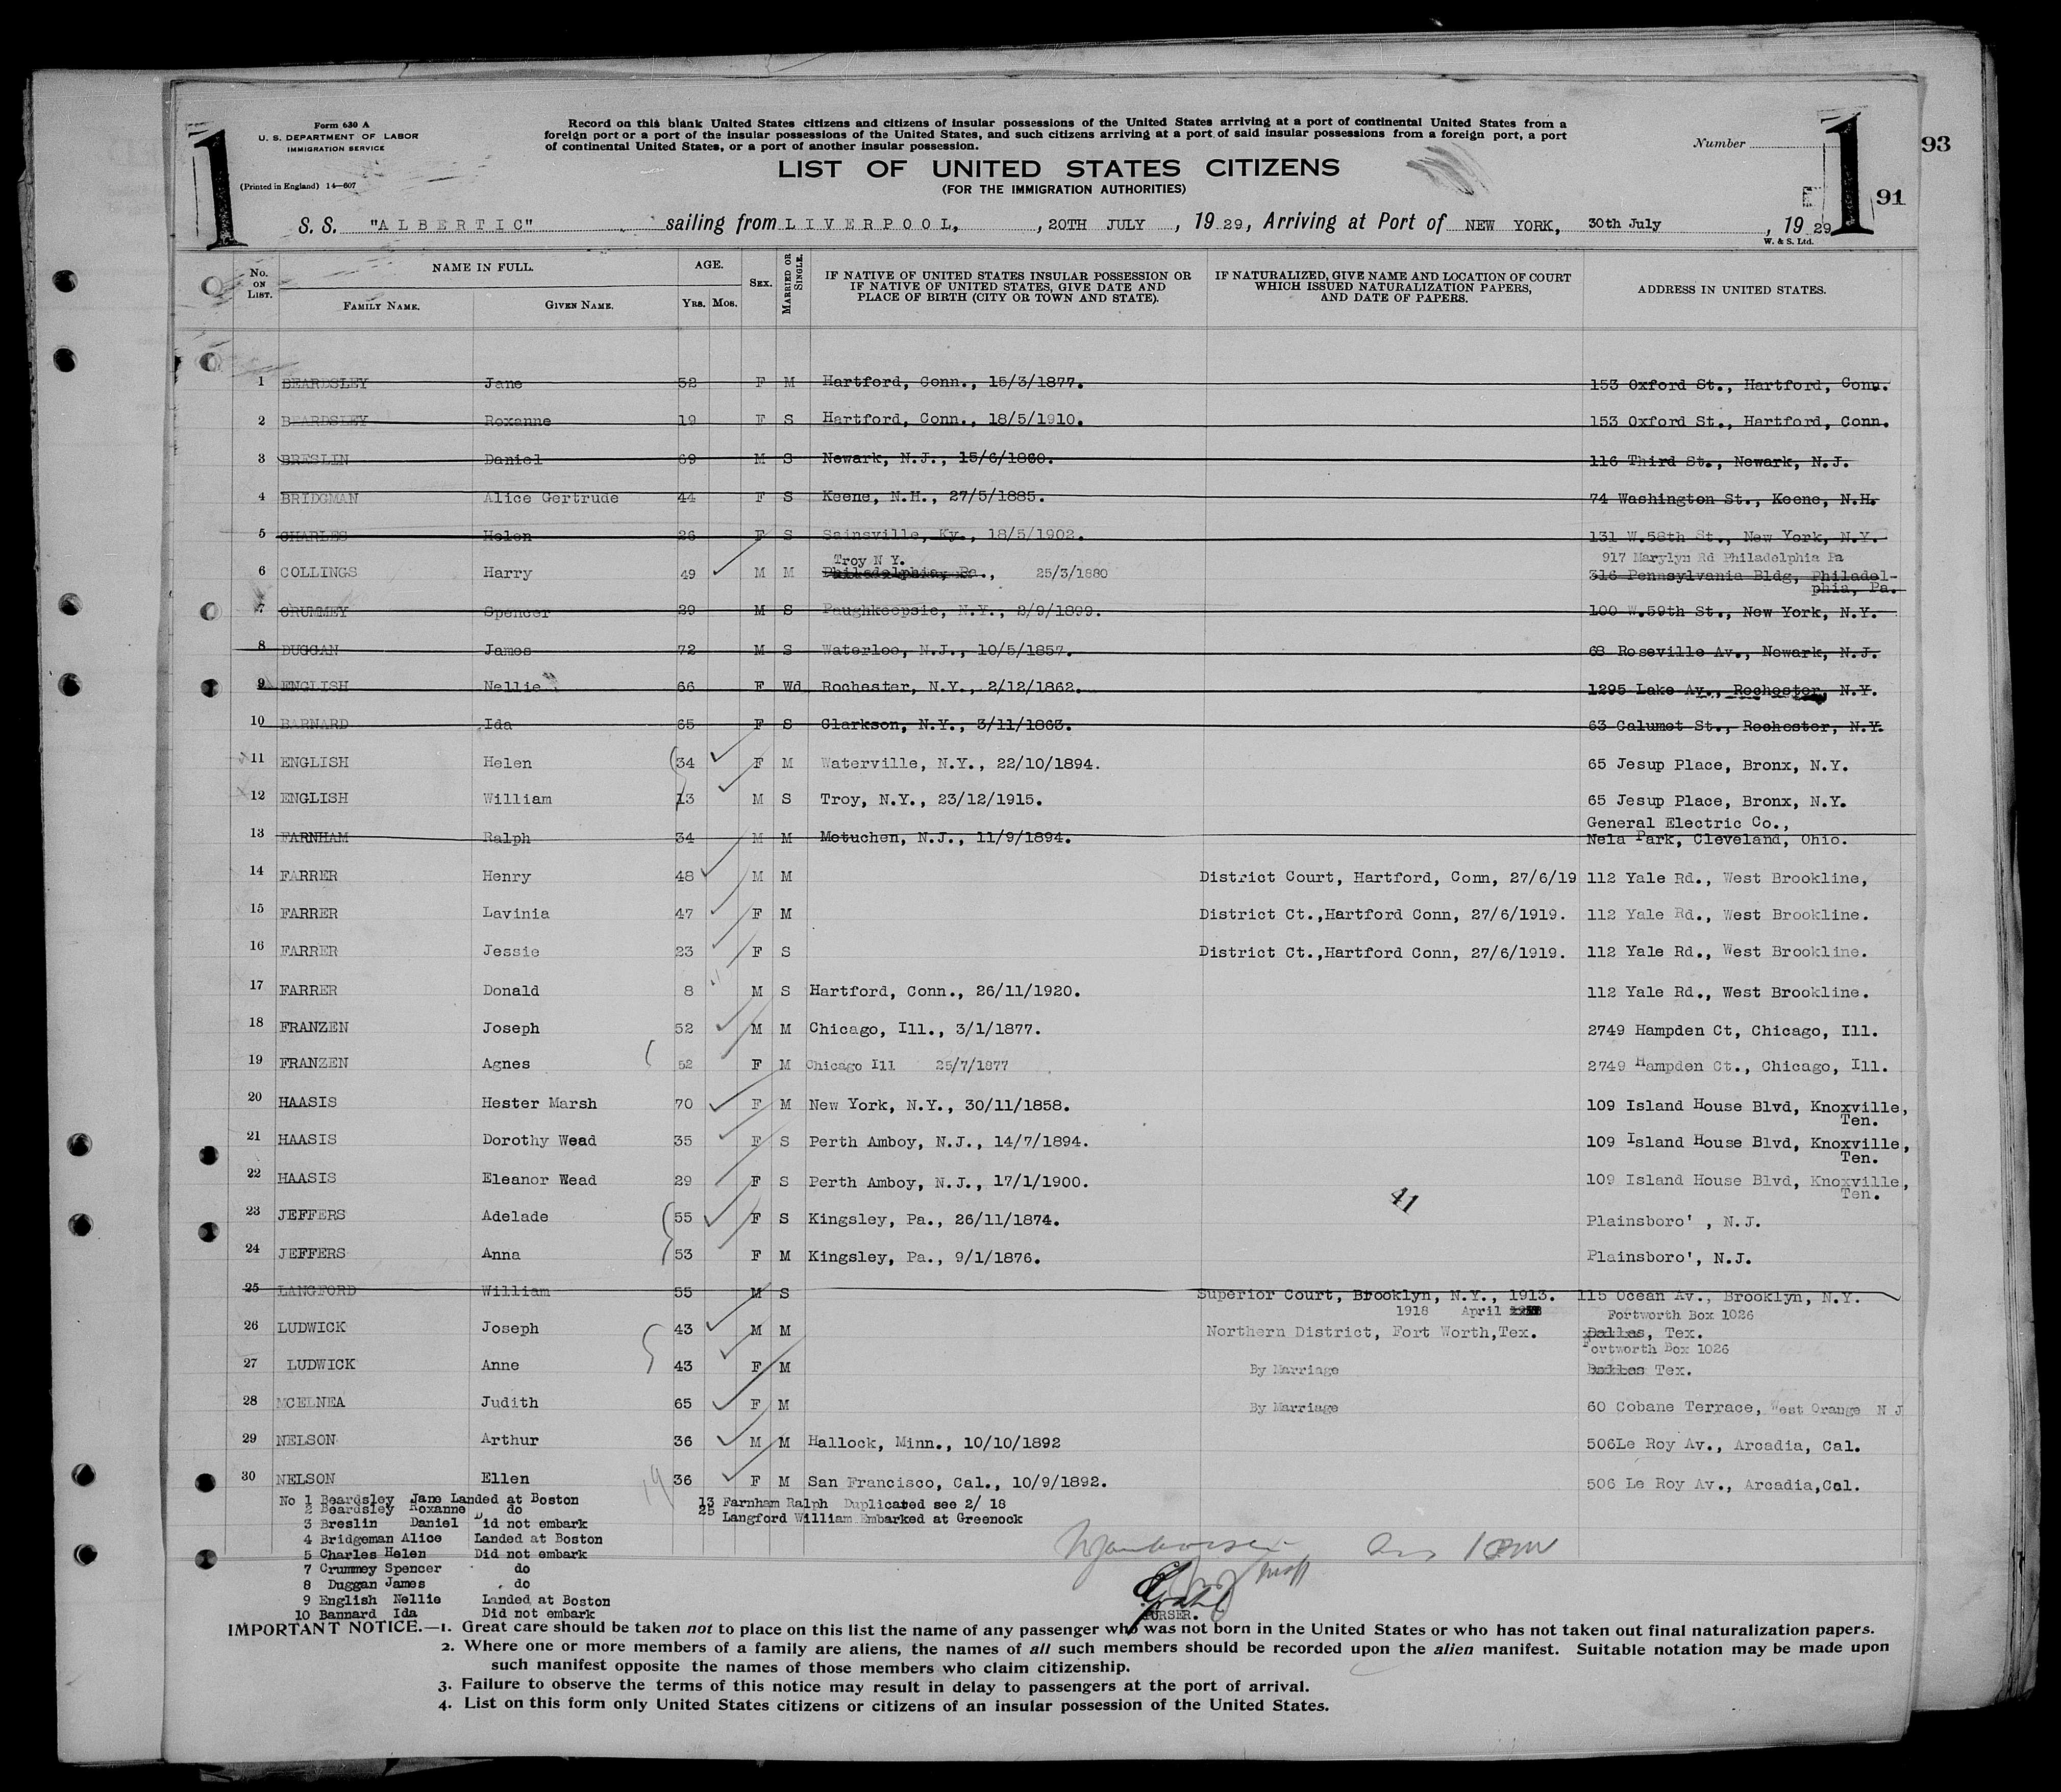 Form 630 A
U. S. DEPARTMENT OF LABOR
IMMIGRATION SERVICE
(Printed in England) 14—607
1
Record on this blank United States citizens and citizens of insular possessions of the United States arriving at a port of continental United States from a
foreign port or a port of the insular possessions of the United States, and such citizens arriving at a port of said insular possessions from a foreign port, a port
of continental United States, or a port of another insular possession.
LIST OF UNITED STATES CITIZENS
(FOR THE IMMIGRATION AUTHORITIES)
Number
1
93
E
91
S. S. "ALBERTIC" sailing from LIVERPOOL, , 20TH JULY , 19 29, Arriving at Port of NEW YORK, 30th July , 19 29
W. & S. Ltd.
No. ON LIST. NAME IN FULL. FAMILY NAME. GIVEN NAME. AGE. YRS. MOS. SEX. MARRIED OR SINGLE. IF NATIVE OF UNITED STATES INSULAR POSSESSION OR IF NATIVE OF UNITED STATES, GIVE DATE AND PLACE OF BIRTH (CITY OR TOWN AND STATE). IF NATURALIZED, GIVE NAME AND LOCATION OF COURT WHICH ISSUED NATURALIZATION PAPERS, AND DATE OF PAPERS. ADDRESS IN UNITED STATES.
1 BEARDSLEY Jane 52 F M Hartford, Conn., 15/3/1877. 153 Oxford St., Hartford, Conn.
2 BEARDSLEY Roxanne 19 F S Hartford, Conn., 18/5/1910. 153 Oxford St., Hartford, Conn.
3 BRESLIN Daniel 69 M S Newark, N.J., 15/6/1860. 116 Third St., Newark, N.J.
4 BRIDGMAN Alice Gertrude 44 F S Keene, N.H., 27/5/1885. 74 Washington St., Keene, N.H.
5 CHARLES Helen 26 F S Sainsville, Ky., 18/5/1902. 131 W.58th St., New York, N.Y.
Troy N Y. 917 Marylyn Rd Philadelphia Pa
6 COLLINGS Harry 49 M M Philadelphia, Pa., 25/3/1880 316 Pennsylvania Bldg, Philadel-
phia, Pa.
7 CRUMMEY Spencer 29 M S Paughkeepsie, N.Y., 2/9/1899. 100 W.59th St., New York, N.Y.
8 DUGGAN James 72 M S Waterloo, N.J., 10/5/1857. 68 Roseville Av., Newark, N.J.
9 ENGLISH Nellie 66 F Wd Rochester, N.Y., 2/12/1862. 1295 Lake Av., Rochester, N.Y.
10 BARNARD Ida 65 F S Clarkson, N.Y., 3/11/1863. 63 Calumet St., Rochester, N.Y.
11 ENGLISH Helen 34 F M Waterville, N.Y., 22/10/1894. 65 Jesup Place, Bronx, N.Y.
12 ENGLISH William 13 M S Troy, N.Y., 23/12/1915. 65 Jesup Place, Bronx, N.Y.
General Electric Co.,
13 FARNHAM Ralph 34 M M Metuchen, N.J., 11/9/1894. Nela Park, Cleveland, Ohio.
14 FARRER Henry 48 M M District Court, Hartford, Conn, 27/6/19 112 Yale Rd., West Brookline,
15 FARRER Lavinia 47 F M District Ct.,Hartford Conn, 27/6/1919. 112 Yale Rd., West Brookline.
16 FARRER Jessie 23 F S District Ct.,Hartford Conn, 27/6/1919. 112 Yale Rd., West Brookline.
17 FARRER Donald 8 M S Hartford, Conn., 26/11/1920. 112 Yale Rd., West Brookline.
18 FRANZEN Joseph 52 M M Chicago, Ill., 3/1/1877. 2749 Hampden Ct, Chicago, Ill.
19 FRANZEN Agnes 52 F M Chicago Ill 25/7/1877 2749 Hampden Ct., Chicago, Ill.
20 HAASIS Hester Marsh 70 F M New York, N.Y., 30/11/1858. 109 Island House Blvd, Knoxville,
Ten.
21 HAASIS Dorothy Wead 35 F S Perth Amboy, N.J., 14/7/1894. 109 Island House Blvd, Knoxville,
Ten.
22 HAASIS Eleanor Wead 29 F S Perth Amboy, N.J., 17/1/1900. 109 Island House Blvd, Knoxville,
Ten.
41
23 JEFFERS Adelade 55 F S Kingsley, Pa., 26/11/1874. Plainsboro' , N.J.
24 JEFFERS Anna 53 F M Kingsley, Pa., 9/1/1876. Plainsboro', N.J.
25 LANGFORD William 55 M S Superior Court, Brooklyn, N.Y., 1913. 115 Ocean Av., Brooklyn, N.Y.
1918 April Fortworth Box 1026
26 LUDWICK Joseph 43 M M Northern District, Fort Worth,Tex. Dallas, Tex.
Fortworth Box 1026
27 LUDWICK Anne 43 F M By Marriage Dallas Tex.
28 MCELNEA Judith 65 F M By Marriage 60 Cobane Terrace, West Orange N J
29 NELSON Arthur 36 M M Hallock, Minn., 10/10/1892 506Le Roy Av., Arcadia, Cal.
30 NELSON Ellen 36 F M San Francisco, Cal., 10/9/1892. 506 Le Roy Av., Arcadia,Cal.
No 1 Beardsley Jane Landed at Boston
2 Beardsley Roxanne do
3 Breslin Daniel Did not embark
4 Bridgeman Alice Landed at Boston
5 Charles Helen Did not embark
7 Crummey Spencer do
8 Duggan James do
9 English Nellie Landed at Boston
10 Bannard Ida Did not embark
13 Farnham Ralph Duplicated see 2/ 18
25 Langford William Embarked at Greenock
PURSER.
IMPORTANT NOTICE.—1. Great care should be taken not to place on this list the name of any passenger who was not born in the United States or who has not taken out final naturalization papers.
2. Where one or more members of a family are aliens, the names of all such members should be recorded upon the alien manifest. Suitable notation may be made upon
such manifest opposite the names of those members who claim citizenship.
3. Failure to observe the terms of this notice may result in delay to passengers at the port of arrival.
4. List on this form only United States citizens or citizens of an insular possession of the United States.